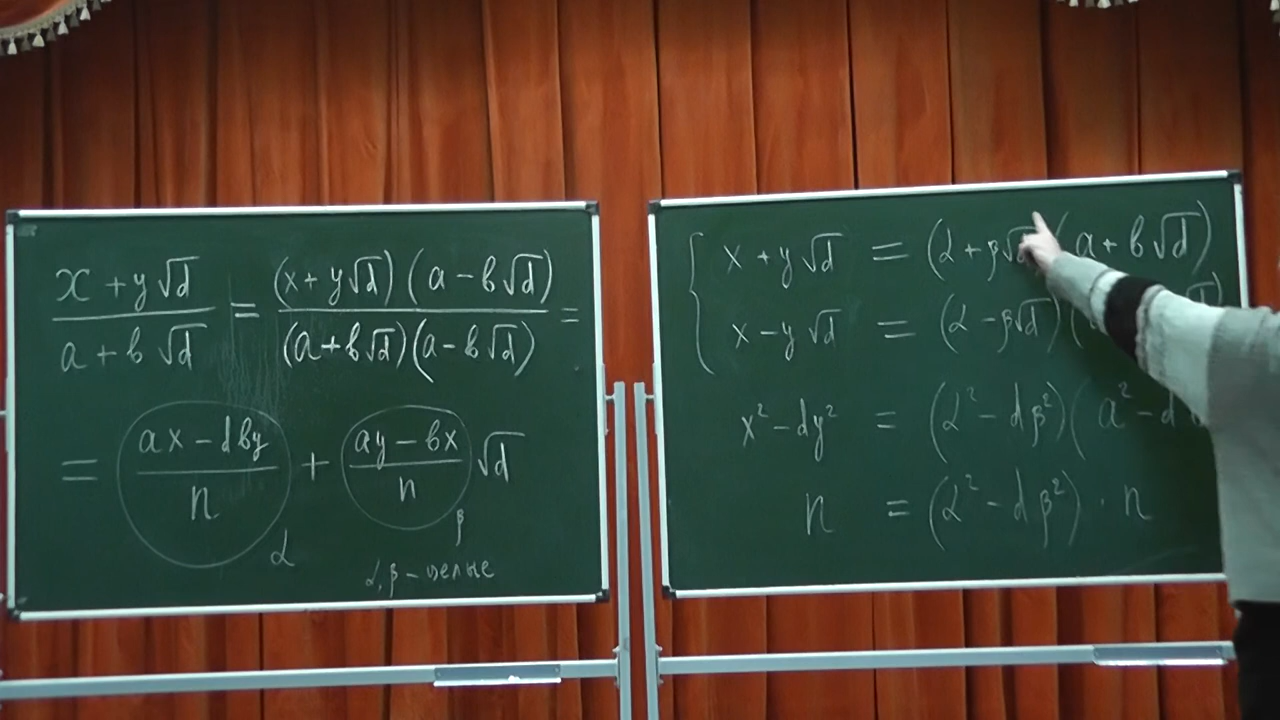 x + y√d / a + b√d = (x + y√d)(a − b√d) / (a + b√d)(a − b√d) =
= ax − dby / n + ay − bx / n √d
α β
α, β – целые
{ x + y√d = (α + β√d)(a + b√d)
x − y√d = (α − β√d)(
x² − dy² = (α² − dβ²)(a² − d
n = (α² − dβ²) · n